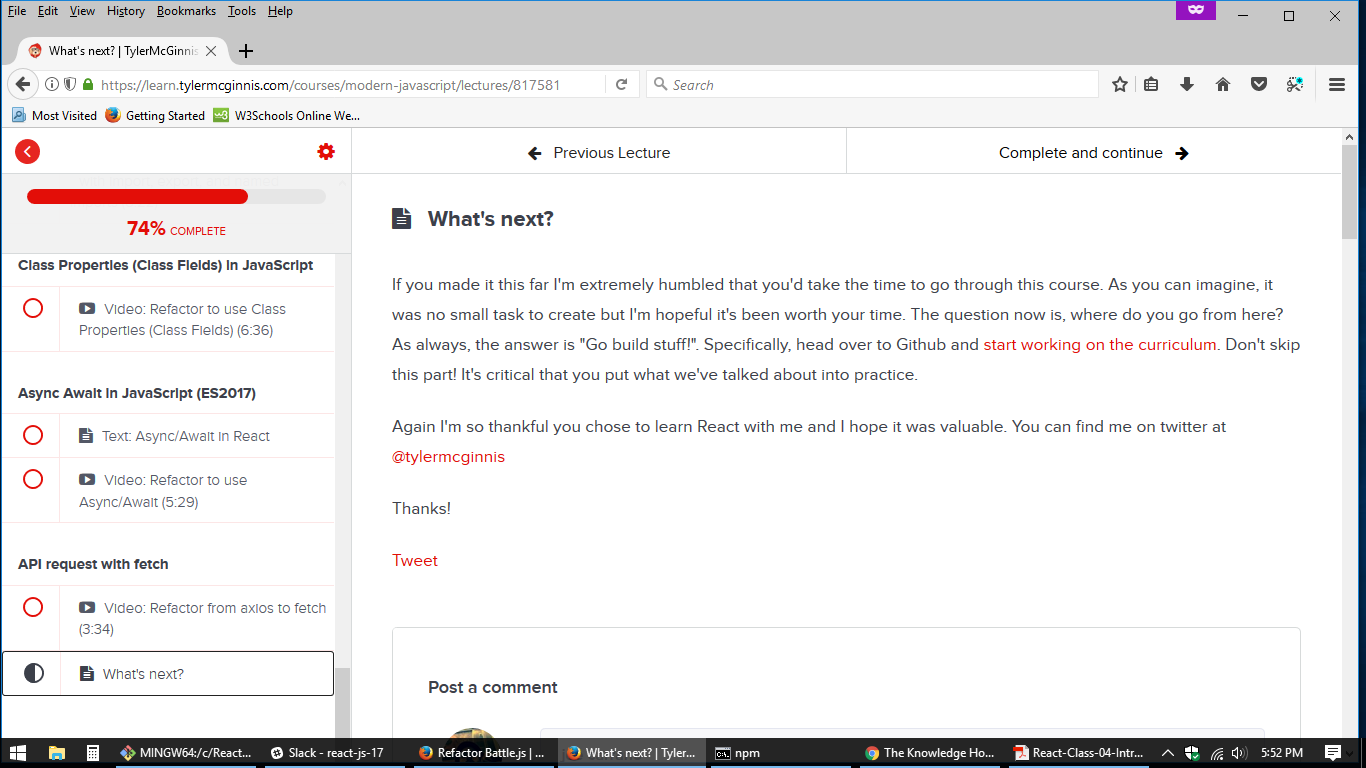 File Edit View History Bookmarks Tools Help
What's next? | TylerMcGinnis
https://learn.tylermcginnis.com/courses/modern-javascript/lectures/817581
Search
Most Visited Getting Started W3Schools Online We...
Previous Lecture
Complete and continue
74% COMPLETE
Class Properties (Class Fields) in JavaScript
Video: Refactor to use Class
Properties (Class Fields) (6:36)
Async Await in JavaScript (ES2017)
Text: Async/Await in React
Video: Refactor to use
Async/Await (5:29)
API request with fetch
Video: Refactor from axios to fetch
(3:34)
What's next?
What's next?
If you made it this far I'm extremely humbled that you'd take the time to go through this course. As you can imagine, it
was no small task to create but I'm hopeful it's been worth your time. The question now is, where do you go from here?
As always, the answer is "Go build stuff!". Specifically, head over to Github and start working on the curriculum. Don't skip
this part! It's critical that you put what we've talked about into practice.
Again I'm so thankful you chose to learn React with me and I hope it was valuable. You can find me on twitter at
@tylermcginnis
Thanks!
Tweet
Post a comment
MINGW64:/c/React... Slack - react-js-17 Refactor Battle.js | ... What's next? | Tyler... npm The Knowledge Ho... React-Class-04-Intr... 5:52 PM